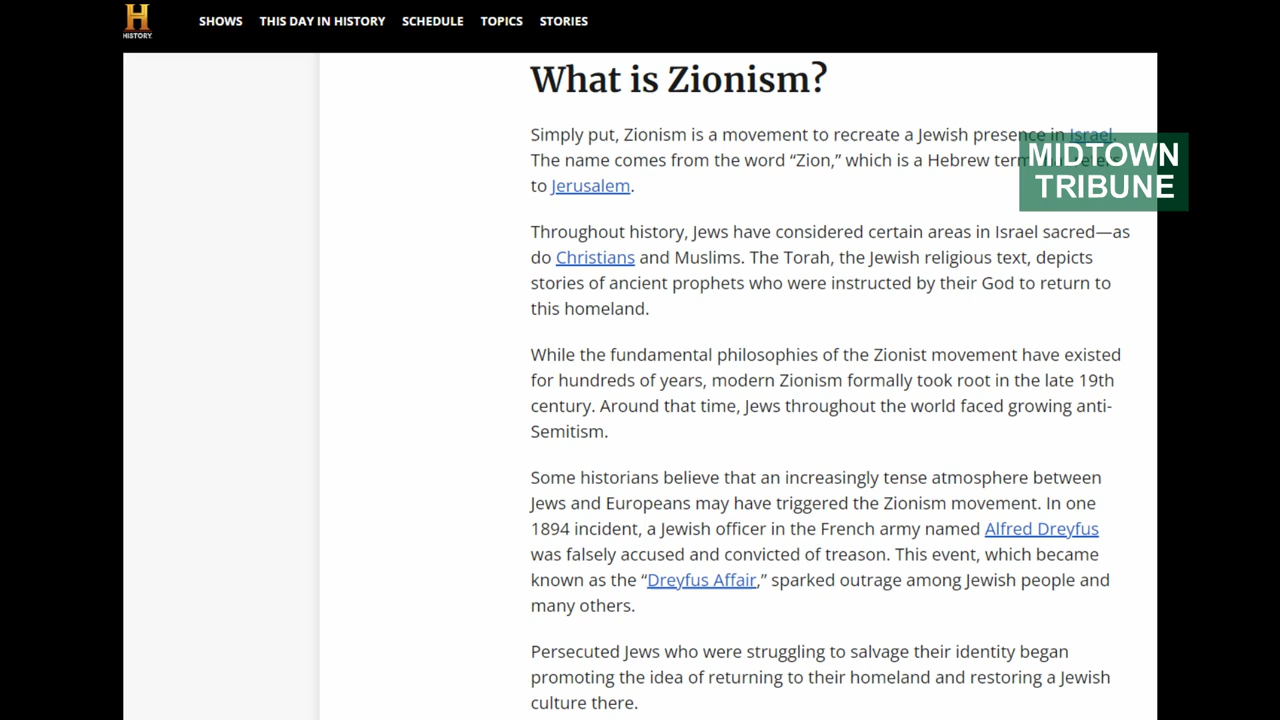 H
HISTORY.
SHOWS THIS DAY IN HISTORY SCHEDULE TOPICS STORIES
What is Zionism?
Simply put, Zionism is a movement to recreate a Jewish presence in Israel.
The name comes from the word “Zion,” which is a Hebrew term refers
to Jerusalem.
MIDTOWN
TRIBUNE
Throughout history, Jews have considered certain areas in Israel sacred—as
do Christians and Muslims. The Torah, the Jewish religious text, depicts
stories of ancient prophets who were instructed by their God to return to
this homeland.
While the fundamental philosophies of the Zionist movement have existed
for hundreds of years, modern Zionism formally took root in the late 19th
century. Around that time, Jews throughout the world faced growing anti-
Semitism.
Some historians believe that an increasingly tense atmosphere between
Jews and Europeans may have triggered the Zionism movement. In one
1894 incident, a Jewish officer in the French army named Alfred Dreyfus
was falsely accused and convicted of treason. This event, which became
known as the “Dreyfus Affair,” sparked outrage among Jewish people and
many others.
Persecuted Jews who were struggling to salvage their identity began
promoting the idea of returning to their homeland and restoring a Jewish
culture there.